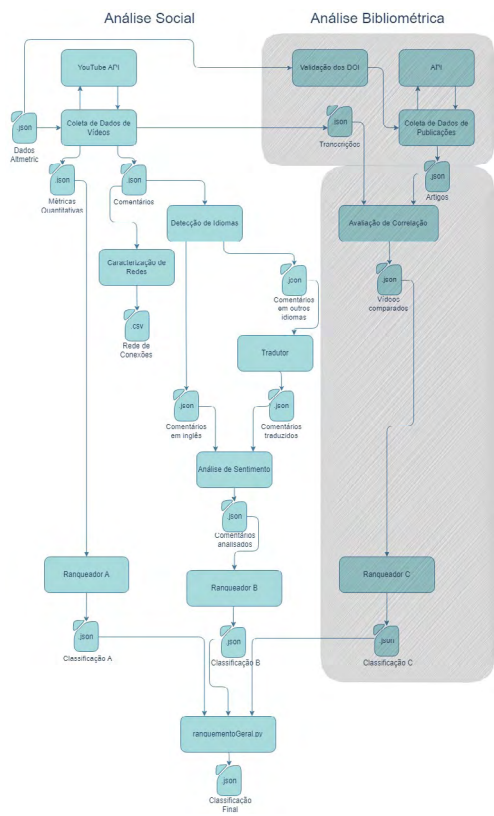 Análise Social
Análise Bibliométrica
YouTube API
Validação dos DOI
API
.json
Dados
Altmetric
Coleta de Dados de
Vídeos
.json
Transcrições
Coleta de Dados de
Publicações
.json
Métricas
Quantitativas
.json
Comentários
.json
Artigos
Detecção de Idiomas
Avaliação de Correlação
Caracterização de
Redes
.json
Comentários
em outros
idiomas
.json
Vídeos
comparados
.csv
Rede de
Conexões
Tradutor
.json
Comentários
em inglês
.json
Comentários
traduzidos
Análise de Sentimento
.json
Comentários
analisados
Ranqueador A
Ranqueador B
Ranqueador C
.json
Classificação A
.json
Classificação B
.json
Classificação C
ranquementoGeral.py
.json
Classificação
Final